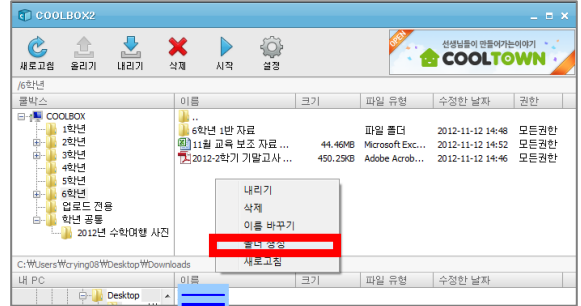 COOLBOX2
새로고침 올리기 내리기 삭제 시작 설정
OPEN
선생님들이 만들어가는이야기
COOLTOWN
/6학년
쿨박스 이름 크기 파일 유형 수정한 날짜 권한
COOLBOX
1학년
2학년
3학년
4학년
5학년
6학년
업로드 전용
학년 공통
2012년 수학여행 사진
..
6학년 1반 자료 파일 폴더 2012-11-12 14:48 모든권한
11월 교육 보조 자료 ... 44.46MB Microsoft Exc... 2012-11-12 14:52 모든권한
2012-2학기 기말고사 ... 450.25KB Adobe Acrob... 2012-11-12 14:46 모든권한
내리기
삭제
이름 바꾸기
폴더 생성
새로고침
C:₩Users₩crying08₩Desktop₩Downloads
내 PC 이름 크기 파일 유형 수정한 날짜
Desktop